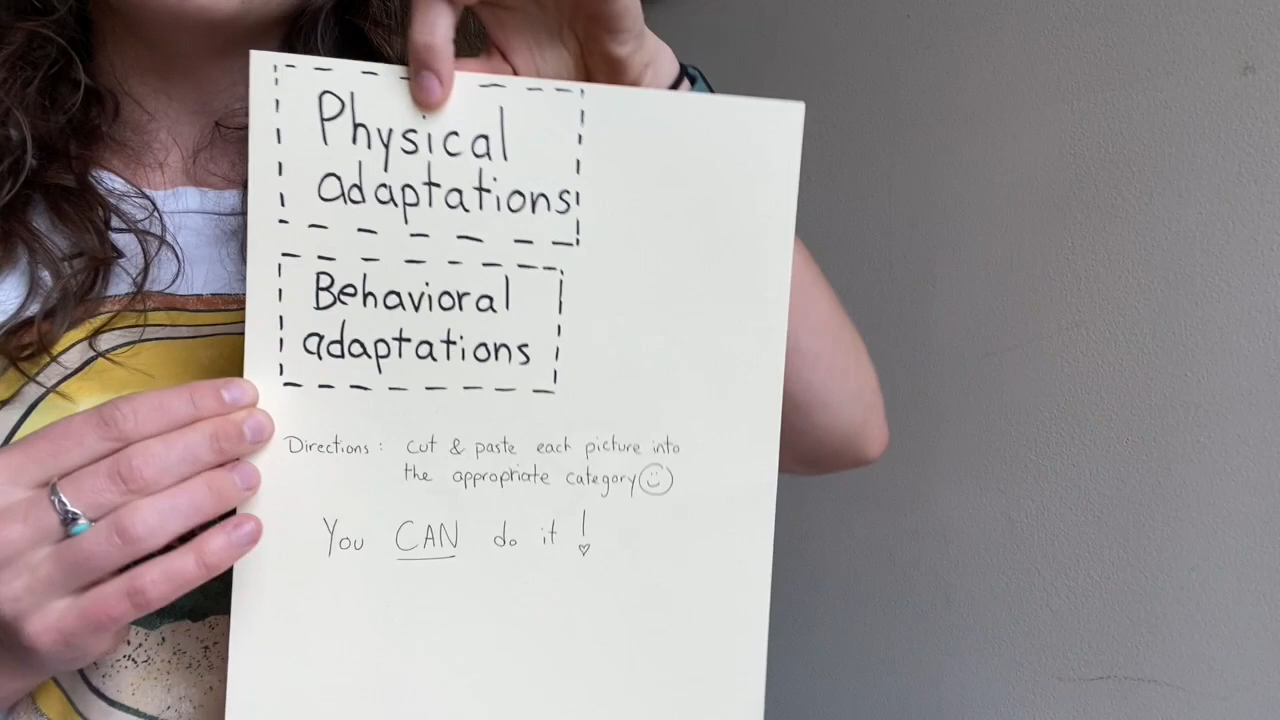 Physical
adaptations
Behavioral
adaptations
Directions: cut & paste each picture into
the appropriate category
You CAN do it!